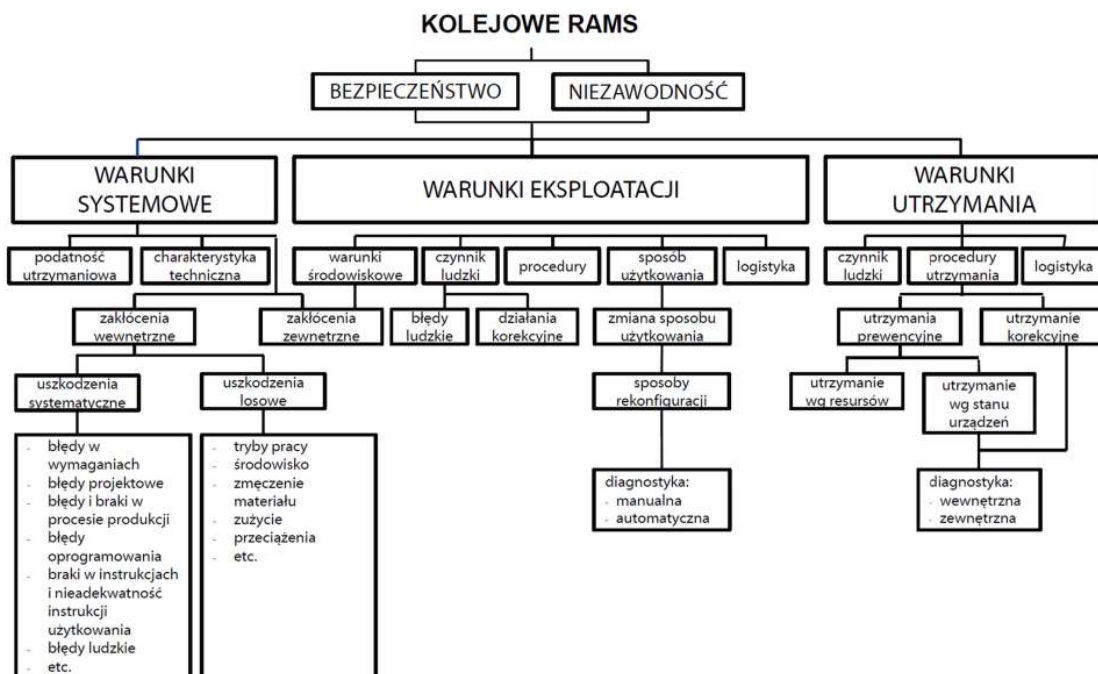 KOLEJOWE RAMS
BEZPIECZEŃSTWO
NIEZAWODNOŚĆ
WARUNKI
SYSTEMOWE
WARUNKI EKSPLOATACJI
WARUNKI
UTRZYMANIA
podatność
utrzymaniowa
charakterystyka
techniczna
warunki
środowiskowe
czynnik
ludzki
procedury
sposób
użytkowania
logistyka
czynnik
ludzki
procedury
utrzymania
logistyka
zakłócenia
wewnętrzne
zakłócenia
zewnętrzne
błędy
ludzkie
działania
korekcyjne
zmiana sposobu
użytkowania
utrzymania
prewencyjne
utrzymanie
korekcyjne
uszkodzenia
systematyczne
uszkodzenia
losowe
sposoby
rekonfiguracji
utrzymanie
wg resursów
utrzymanie
wg stanu
urządzeń
- błędy w
wymaganiach
- błędy projektowe
- błędy i braki w
procesie produkcji
- błędy
oprogramowania
- braki w instrukcjach
i nieadekwatność
instrukcji
użytkowania
- błędy ludzkie
- etc.
- tryby pracy
- środowisko
- zmęczenie
materiału
- zużycie
- przeciążenia
- etc.
diagnostyka:
- manualna
- automatyczna
diagnostyka:
- wewnętrzna
- zewnętrzna